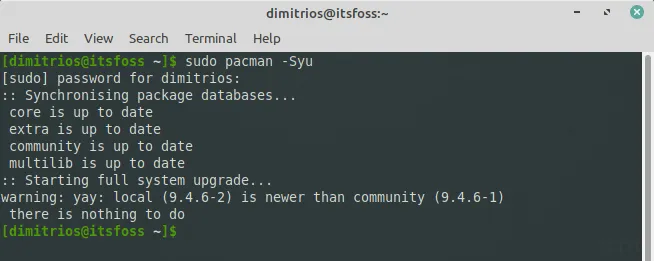 dimitrios@itsfoss:~
File Edit View Search Terminal Help
[dimitrios@itsfoss ~]$ sudo pacman -Syu
[sudo] password for dimitrios:
:: Synchronising package databases...
 core is up to date
 extra is up to date
 community is up to date
 multilib is up to date
:: Starting full system upgrade...
warning: yay: local (9.4.6-2) is newer than community (9.4.6-1)
 there is nothing to do
[dimitrios@itsfoss ~]$